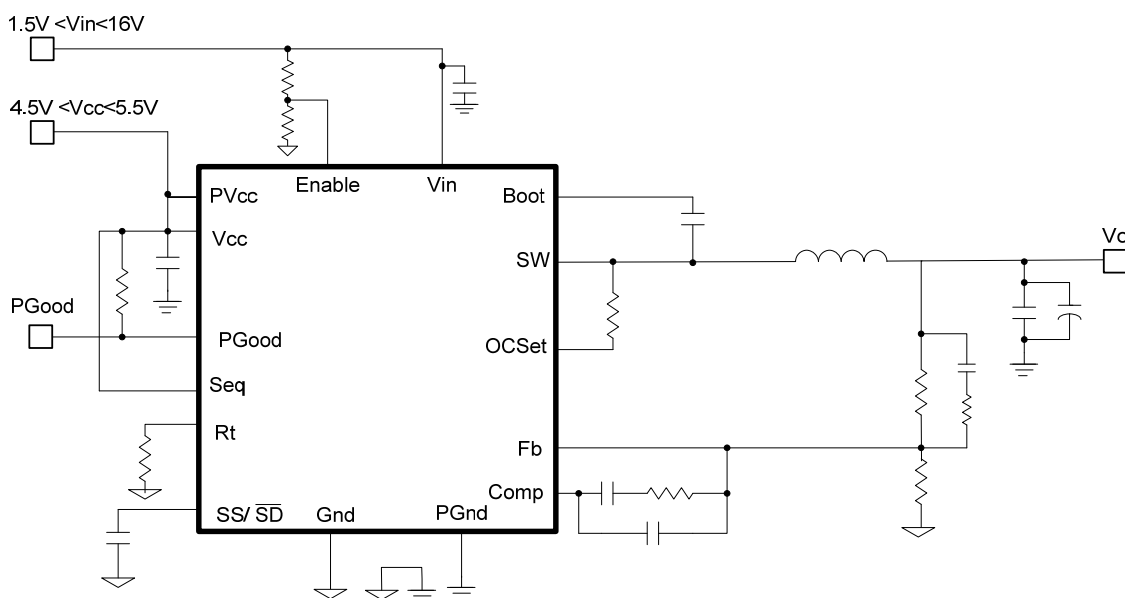 1.5V <Vin<16V
4.5V <Vcc<5.5V
Enable
Vin
PVcc
Boot
Vcc
SW
Vo
PGood
PGood
OCSet
Seq
Rt
Fb
Comp
SS/ SD
Gnd
PGnd